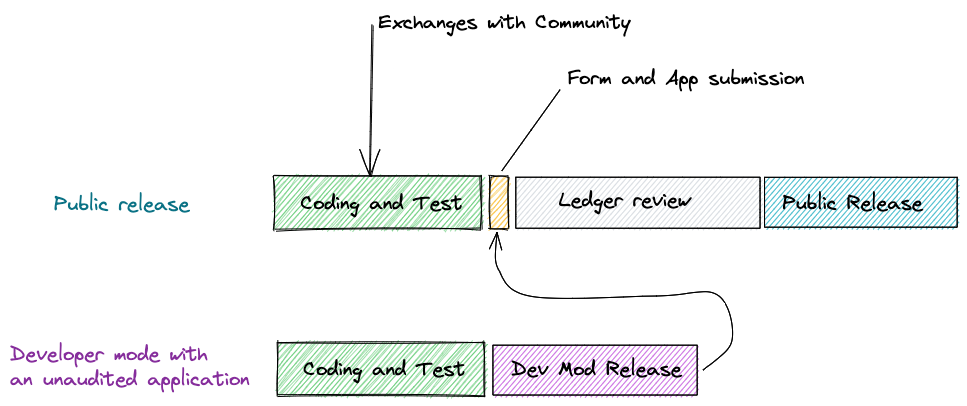 Exchanges with Community
Form and App submission
Public release
Coding and Test
Ledger review
Public Release
Developer mode with
an unaudited application
Coding and Test
Dev Mod Release